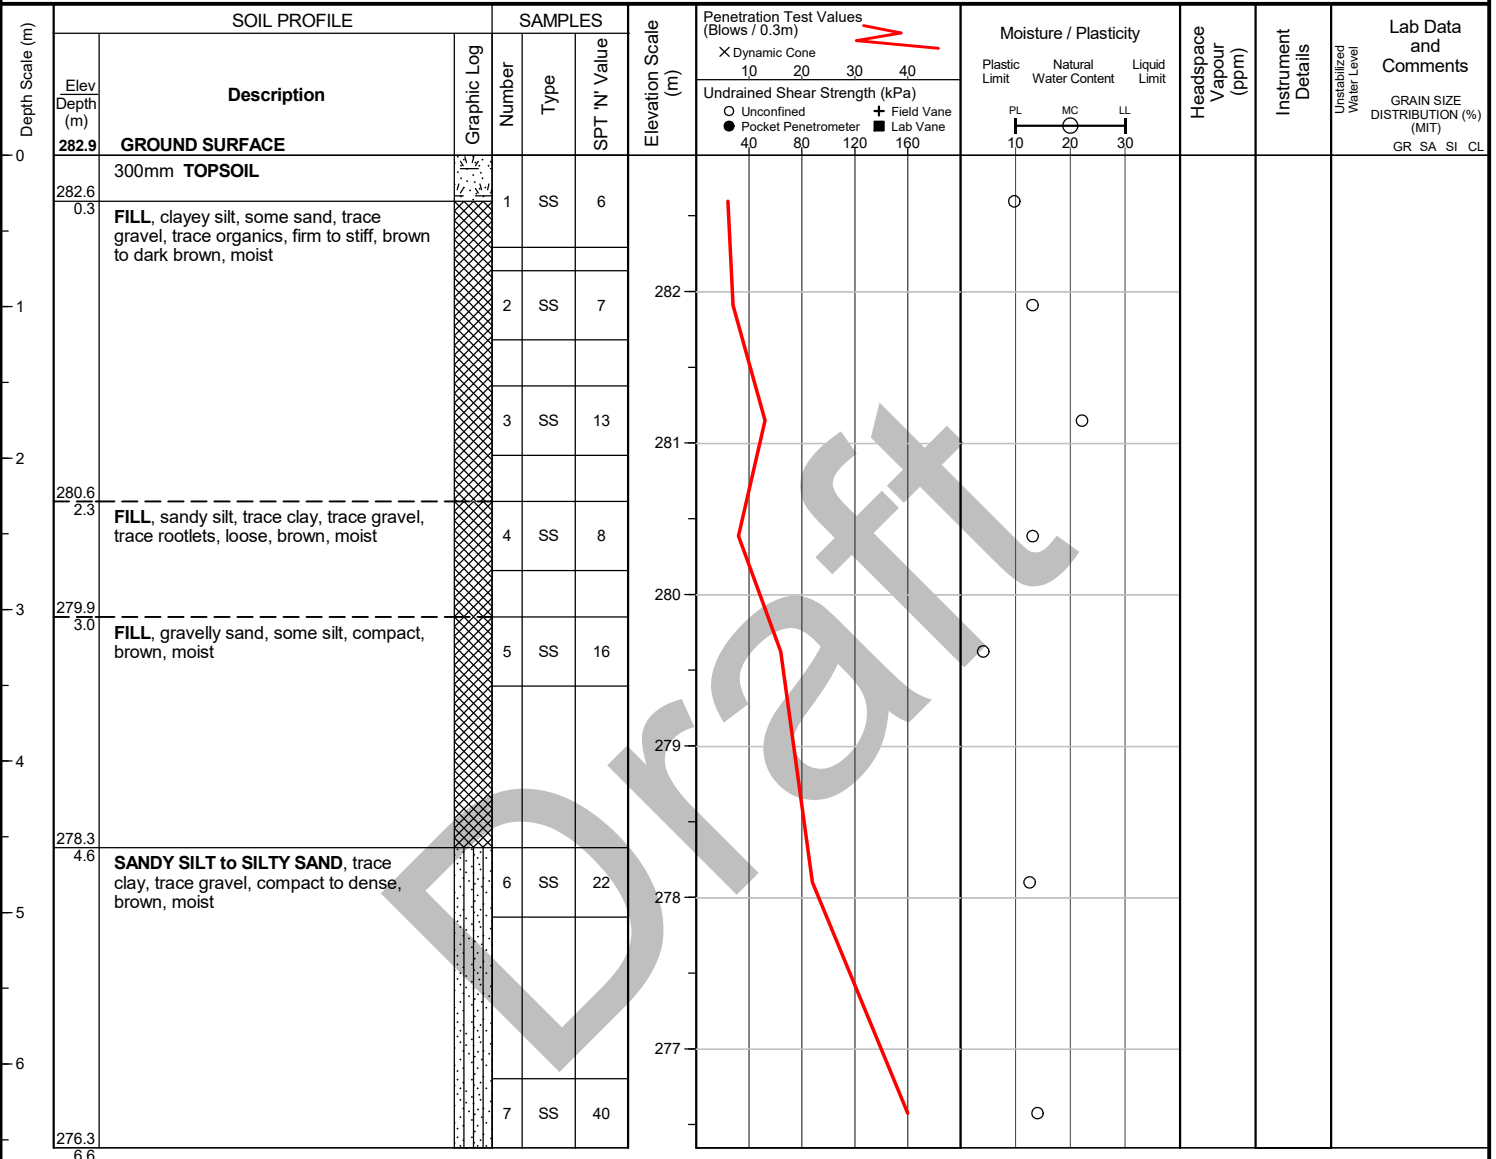 SOIL PROFILE
SAMPLES
Depth Scale (m)
Elev
Depth
(m)
Description
Graphic Log
Number
Type
SPT 'N' Value
Elevation Scale
(m)
Penetration Test Values
(Blows / 0.3m)
× Dynamic Cone
10 20 30 40
Undrained Shear Strength (kPa)
Unconfined
Field Vane
Pocket Penetrometer
Lab Vane
40 80 120 160
Moisture / Plasticity
Plastic
Limit
Natural
Water Content
Liquid
Limit
PL MC LL
10 20 30
Headspace
Vapour
(ppm)
Instrument
Details
Unstabilized
Water Level
Lab Data
and
Comments
GRAIN SIZE
DISTRIBUTION (%)
(MIT)
GR SA SI CL
282.9 GROUND SURFACE
0
300mm TOPSOIL
282.6
0.3
1 SS 6
FILL, clayey silt, some sand, trace
gravel, trace organics, firm to stiff, brown
to dark brown, moist
282
1
2 SS 7
3 SS 13
281
2
280.6
2.3
FILL, sandy silt, trace clay, trace gravel,
trace rootlets, loose, brown, moist
4 SS 8
280
3
279.9
3.0
FILL, gravelly sand, some silt, compact,
brown, moist
5 SS 16
279
4
278.3
4.6
SANDY SILT to SILTY SAND, trace
clay, trace gravel, compact to dense,
brown, moist
6 SS 22
278
5
277
6
7 SS 40
276.3
6.6
Draft